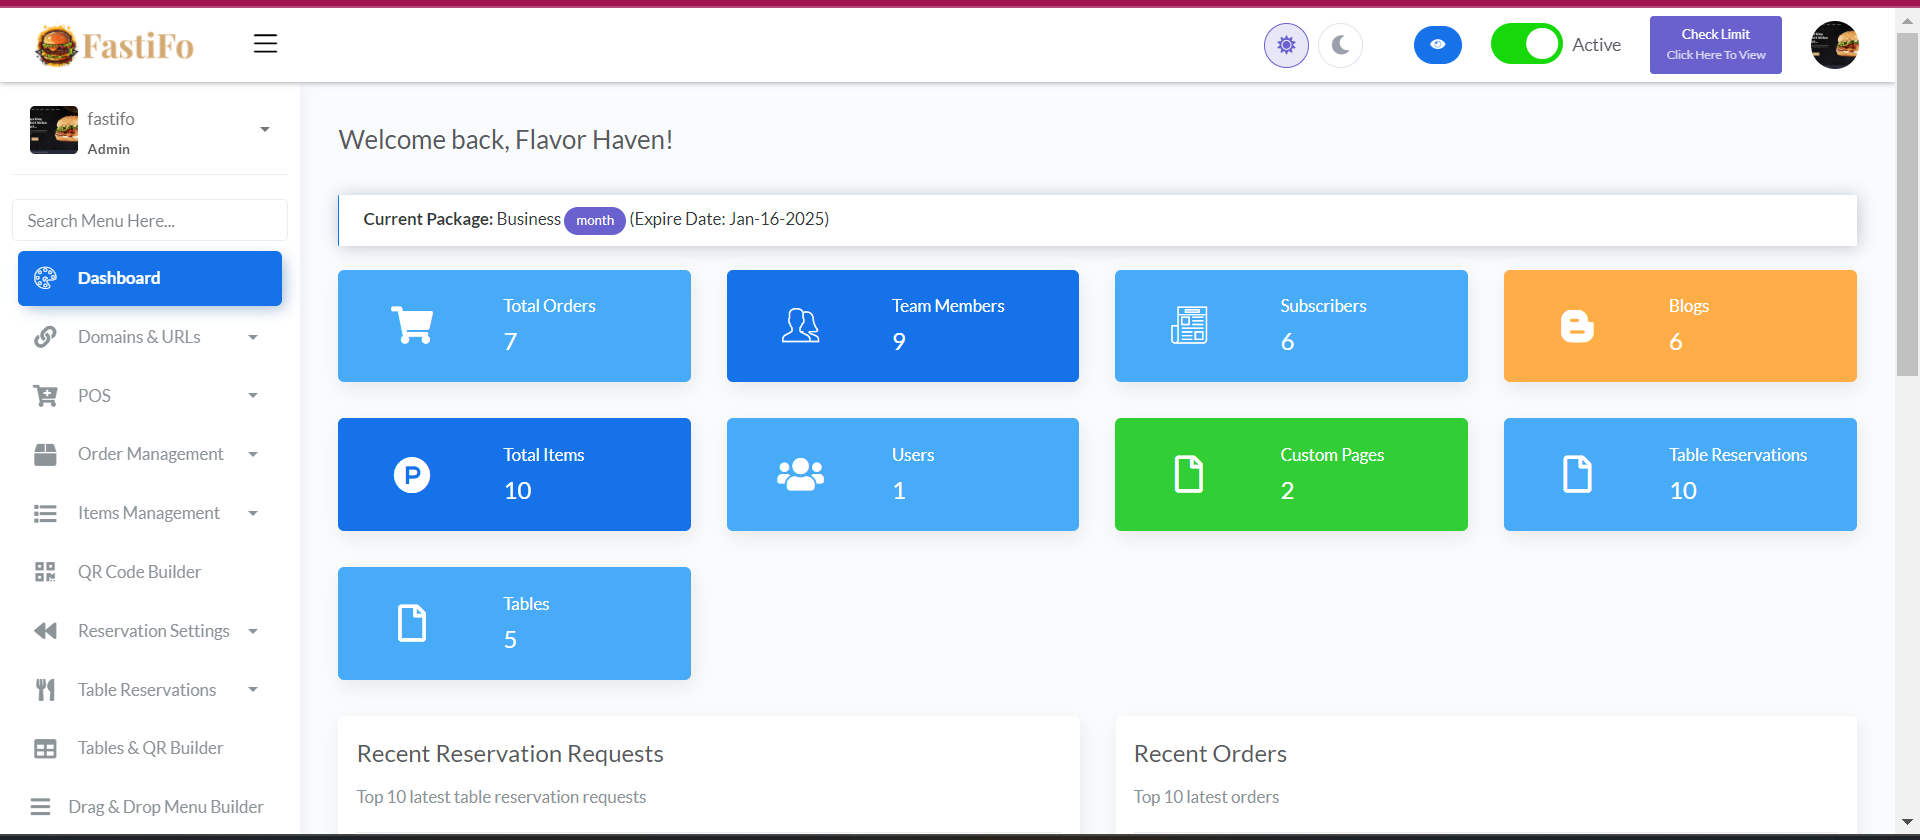 FastiFo
Active
Check Limit
Click Here To View
fastifo
Admin
Search Menu Here...
Dashboard
Domains & URLs
POS
Order Management
Items Management
QR Code Builder
Reservation Settings
Table Reservations
Tables & QR Builder
Drag & Drop Menu Builder
Welcome back, Flavor Haven!
Current Package: Business month (Expire Date: Jan-16-2025)
Total Orders
7
Team Members
9
Subscribers
6
Blogs
6
Total Items
10
Users
1
Custom Pages
2
Table Reservations
10
Tables
5
Recent Reservation Requests
Top 10 latest table reservation requests
Recent Orders
Top 10 latest orders